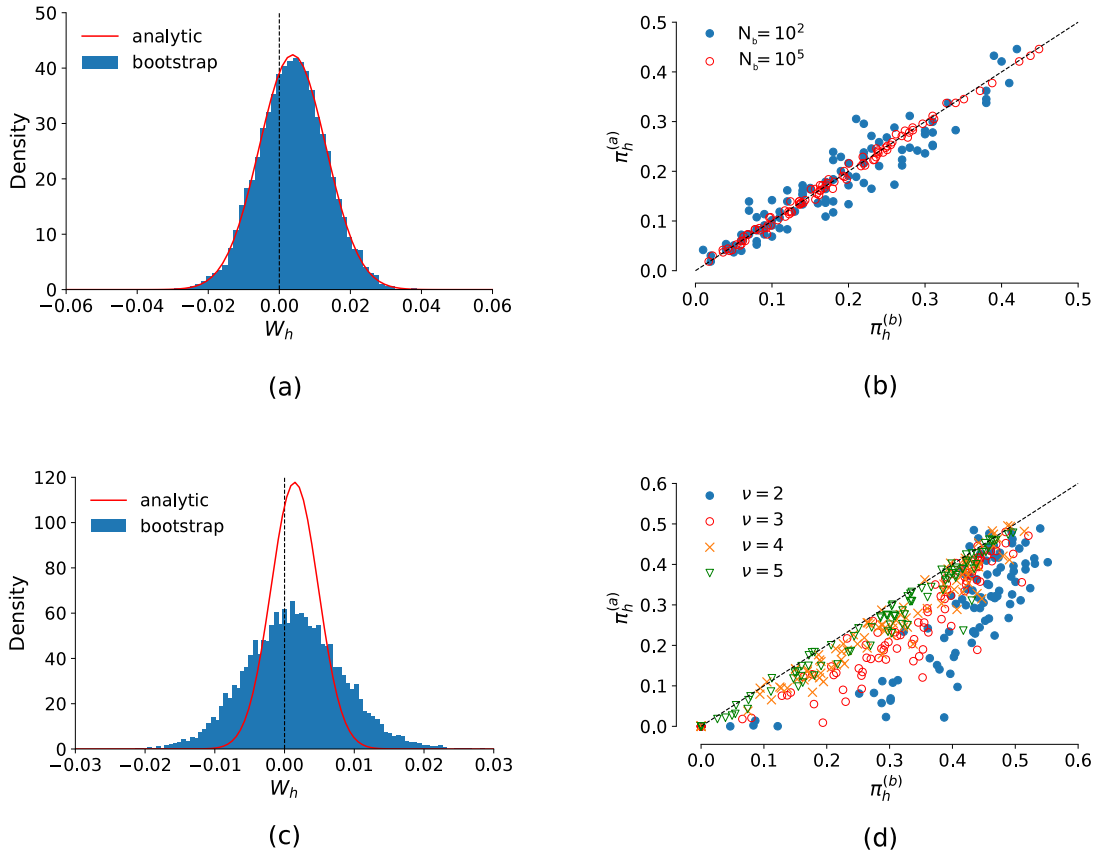 50
40
30
20
10
0
Density
analytic
bootstrap
−0.06 −0.04 −0.02 0.00 0.02 0.04 0.06
W_h
(a)
0.5
0.4
0.3
0.2
0.1
0.0
π_h^(a)
N_b = 10^2
N_b = 10^5
0.0 0.1 0.2 0.3 0.4 0.5
π_h^(b)
(b)
120
100
80
60
40
20
0
Density
analytic
bootstrap
−0.03 −0.02 −0.01 0.00 0.01 0.02 0.03
W_h
(c)
0.6
0.5
0.4
0.3
0.2
0.1
0.0
π_h^(a)
ν = 2
ν = 3
ν = 4
ν = 5
0.0 0.1 0.2 0.3 0.4 0.5 0.6
π_h^(b)
(d)